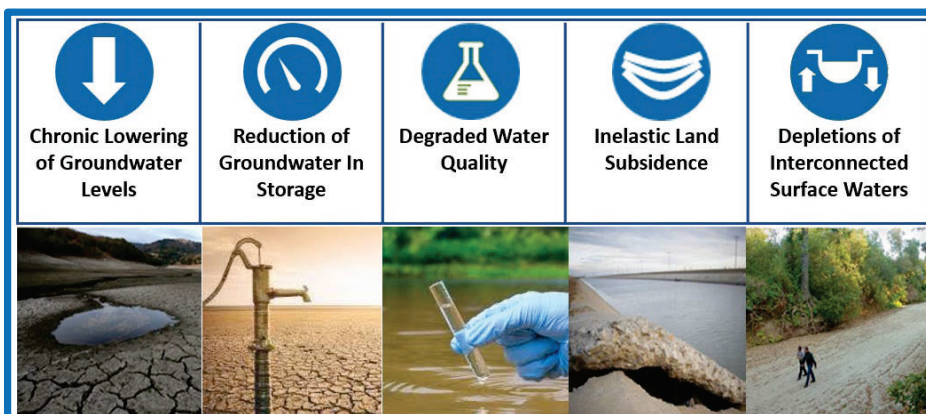 Chronic Lowering
of Groundwater
Levels
Reduction of
Groundwater In
Storage
Degraded Water
Quality
Inelastic Land
Subsidence
Depletions of
Interconnected
Surface Waters